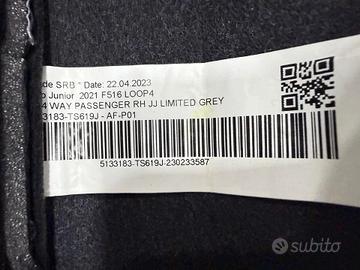 de SRB * Date: 22.04.2023
o Junior 2021 F516 LOOP4
4 WAY PASSENGER RH JJ LIMITED GREY
3183-TS619J - AF-P01
5133183-TS619J-230233587
subito